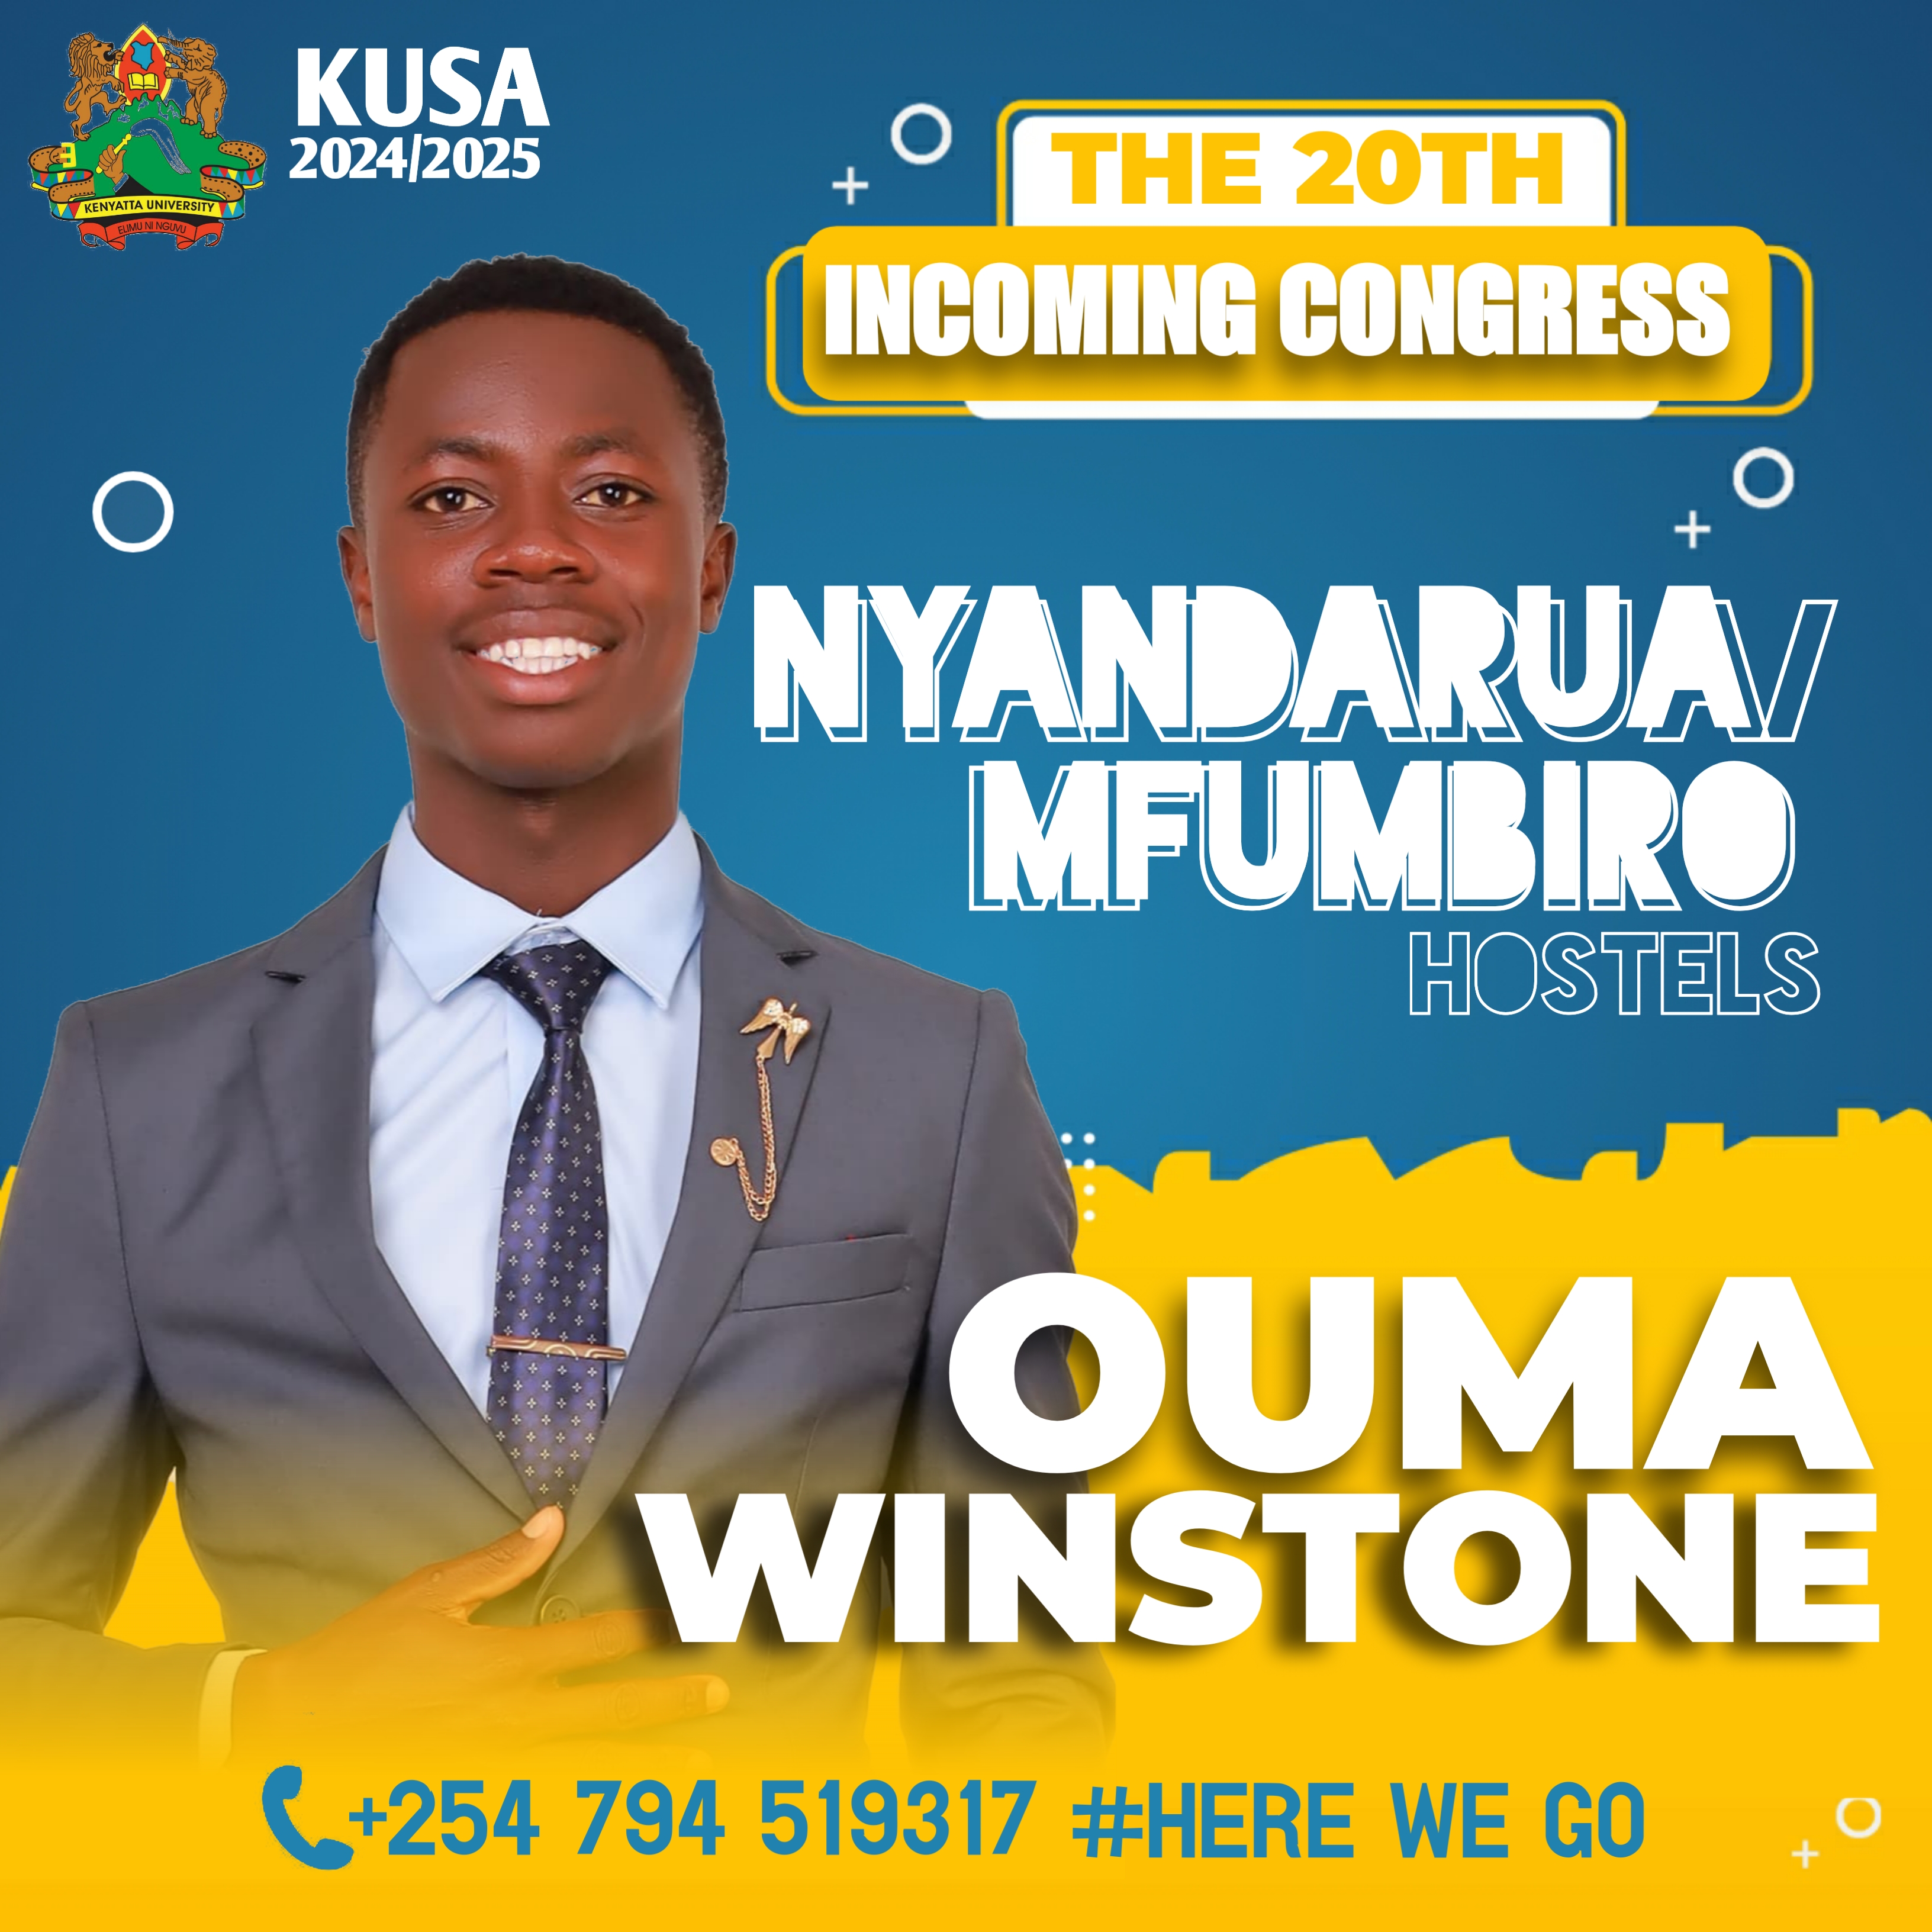 KUSA
2024/2025
KENYATTA UNIVERSITY
ELIMU NI NGUVU
THE 20TH
INCOMING CONGRESS
NYANDARUA/
MFUMBIRO
HOSTELS
OUMA
WINSTONE
+254 794 519317 #HERE WE GO